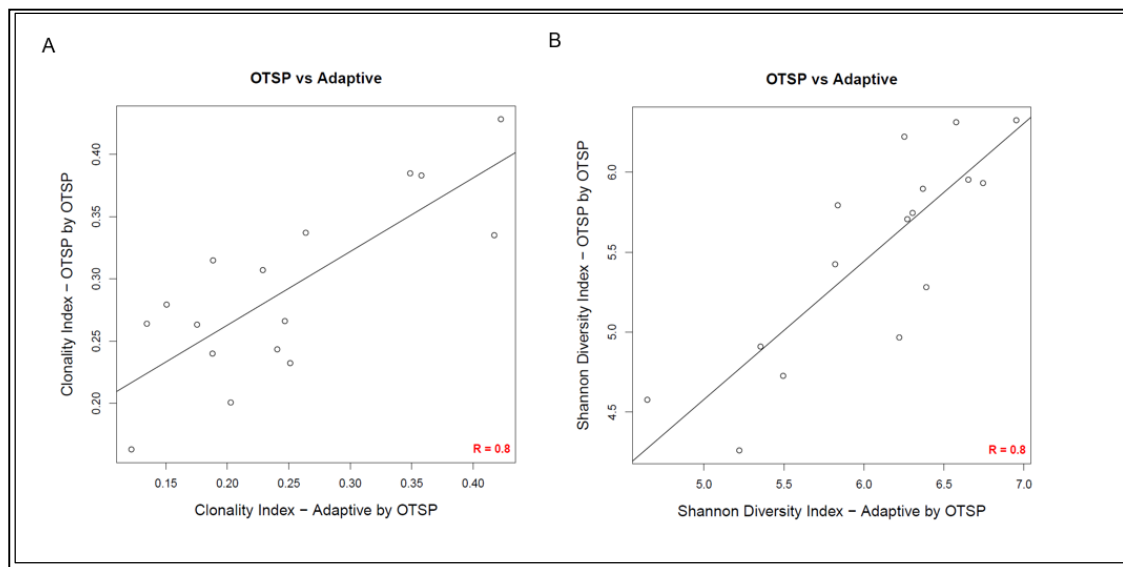 A
OTSP vs Adaptive
Clonality Index – OTSP by OTSP
0.40
0.35
0.30
0.25
0.20
R = 0.8
0.15 0.20 0.25 0.30 0.35 0.40
Clonality Index – Adaptive by OTSP
B
OTSP vs Adaptive
Shannon Diversity Index – OTSP by OTSP
6.0
5.5
5.0
4.5
R = 0.8
5.0 5.5 6.0 6.5 7.0
Shannon Diversity Index – Adaptive by OTSP